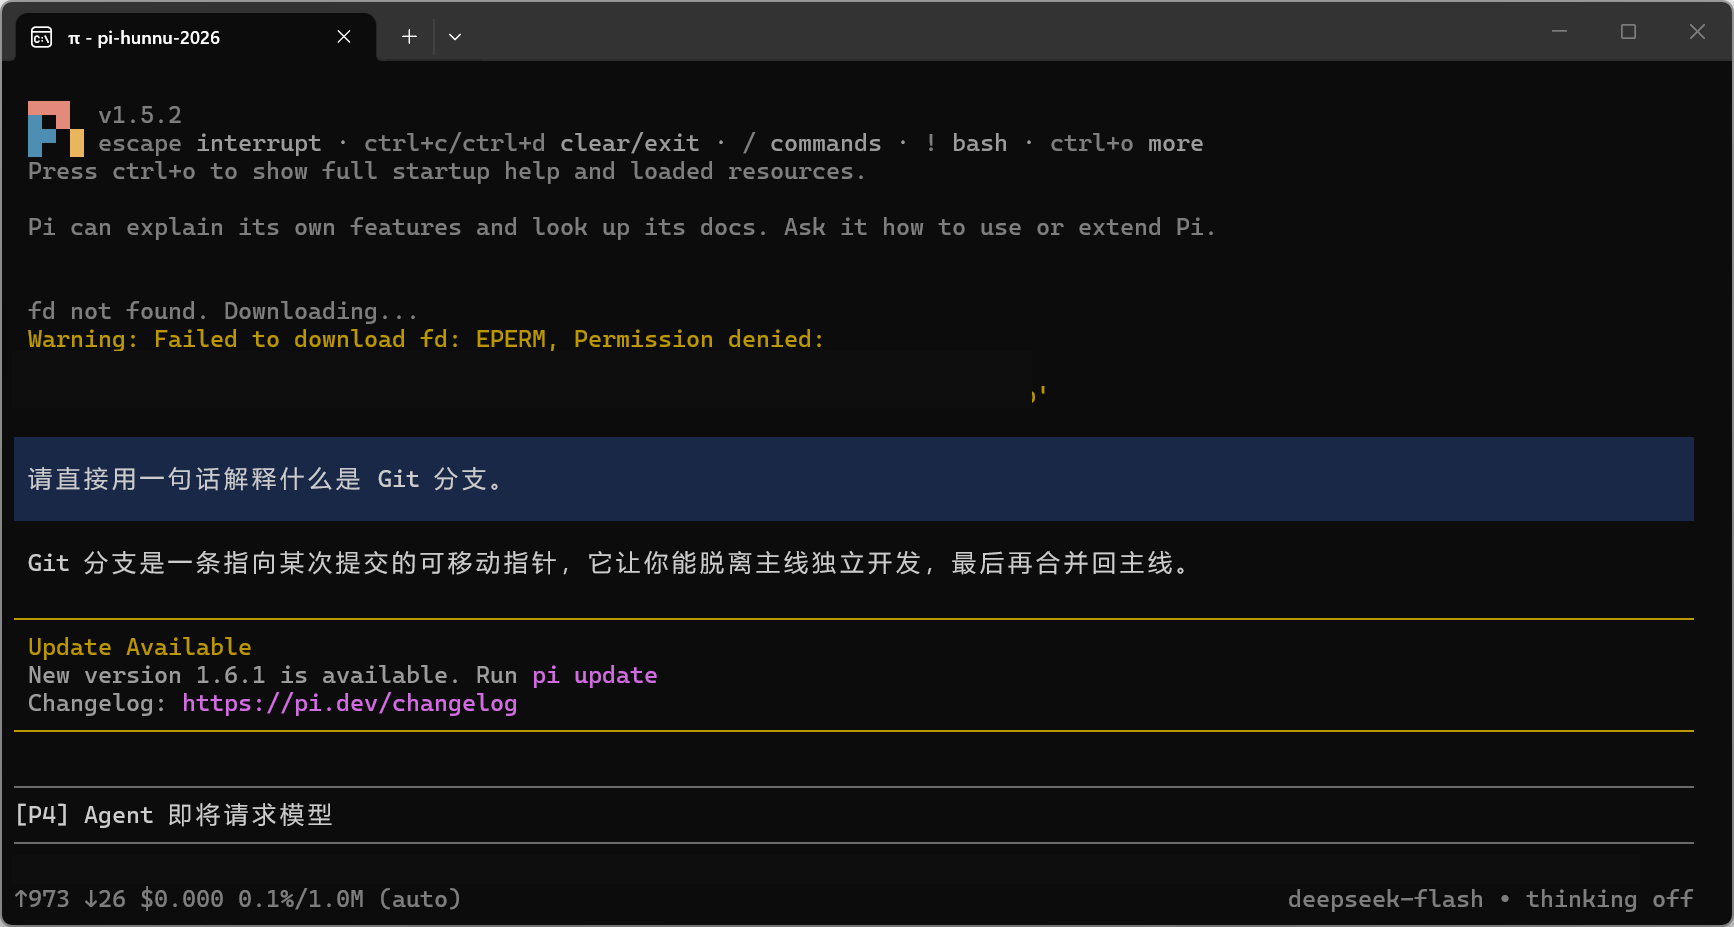 π - pi-hunnu-2026
v1.5.2
escape interrupt · ctrl+c/ctrl+d clear/exit · / commands · ! bash · ctrl+o more
Press ctrl+o to show full startup help and loaded resources.
Pi can explain its own features and look up its docs. Ask it how to use or extend Pi.
fd not found. Downloading...
Warning: Failed to download fd: EPERM, Permission denied:
'
请直接用一句话解释什么是 Git 分支。
Git 分支是一条指向某次提交的可移动指针，它让你能脱离主线独立开发，最后再合并回主线。
Update Available
New version 1.6.1 is available. Run pi update
Changelog: https://pi.dev/changelog
[P4] Agent 即将请求模型
↑973 ↓26 $0.000 0.1%/1.0M (auto)
deepseek-flash • thinking off